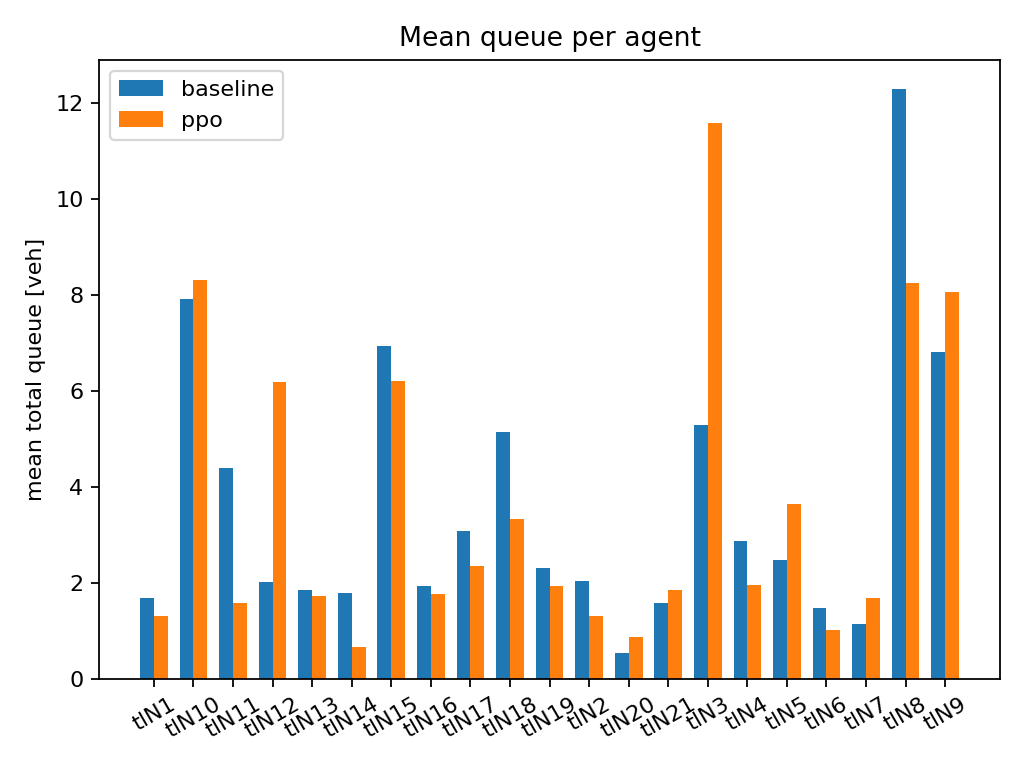 Mean queue per agent
baseline
ppo
mean total queue [veh]
12
10
8
6
4
2
0
tlN1 tlN10 tlN11 tlN12 tlN13 tlN14 tlN15 tlN16 tlN17 tlN18 tlN19 tlN2 tlN20 tlN21 tlN3 tlN4 tlN5 tlN6 tlN7 tlN8 tlN9